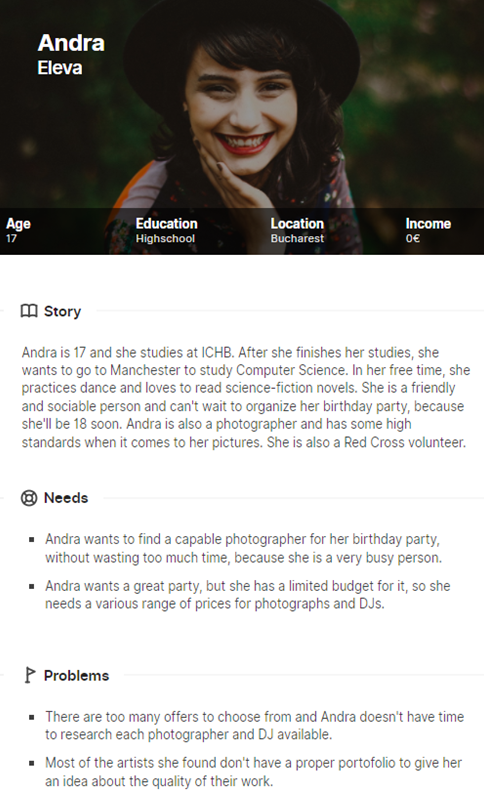 Andra
Eleva
Age
17
Education
Highschool
Location
Bucharest
Income
0€
Story
Andra is 17 and she studies at ICHB. After she finishes her studies, she
wants to go to Manchester to study Computer Science. In her free time, she
practices dance and loves to read science-fiction novels. She is a friendly
and sociable person and can't wait to organize her birthday party, because
she'll be 18 soon. Andra is also a photographer and has some high
standards when it comes to her pictures. She is also a Red Cross volunteer.
Needs
Andra wants to find a capable photographer for her birthday party,
without wasting too much time, because she is a very busy person.
Andra wants a great party, but she has a limited budget for it, so she
needs a various range of prices for photographs and DJs.
Problems
There are too many offers to choose from and Andra doesn't have time
to research each photographer and DJ available.
Most of the artists she found don't have a proper portofolio to give her
an idea about the quality of their work.